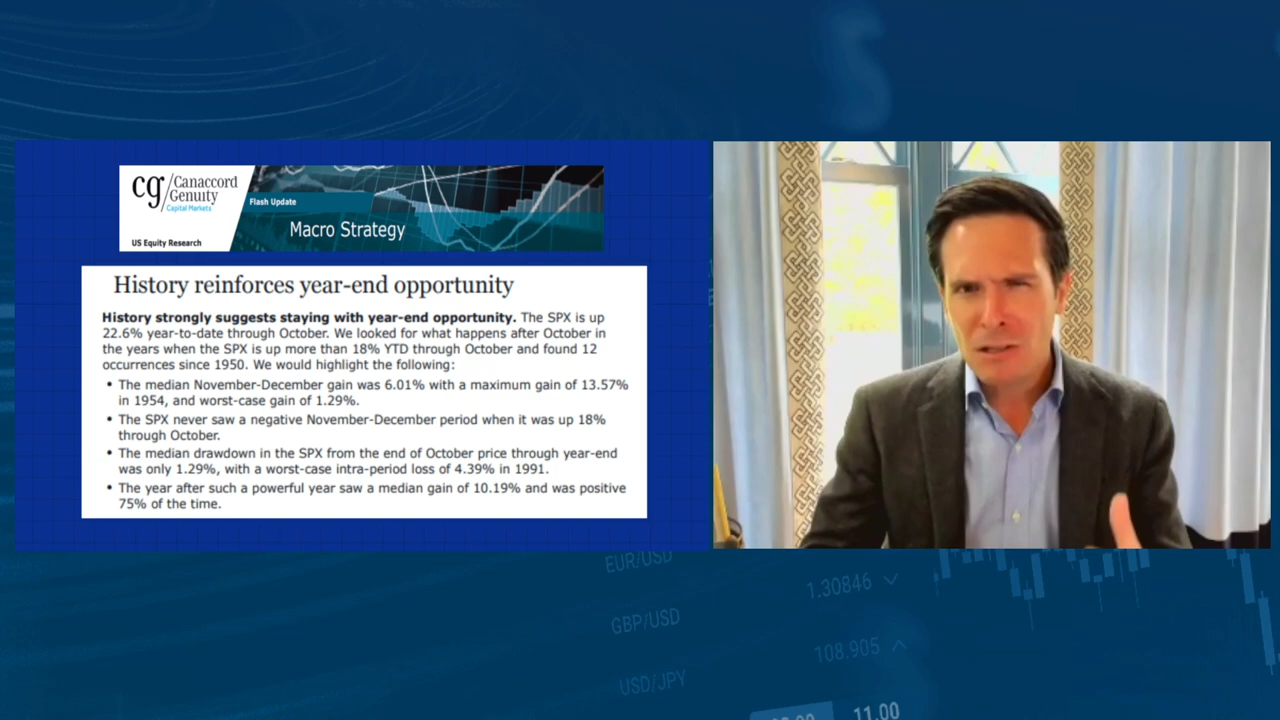 cg/Canaccord
Genuity
Capital Markets
US Equity Research
Flash Update
Macro Strategy
History reinforces year-end opportunity
History strongly suggests staying with year-end opportunity. The SPX is up
22.6% year-to-date through October. We looked for what happens after October in
the years when the SPX is up more than 18% YTD through October and found 12
occurrences since 1950. We would highlight the following:
• The median November-December gain was 6.01% with a maximum gain of 13.57%
in 1954, and worst-case gain of 1.29%.
• The SPX never saw a negative November-December period when it was up 18%
through October.
• The median drawdown in the SPX from the end of October price through year-end
was only 1.29%, with a worst-case intra-period loss of 4.39% in 1991.
• The year after such a powerful year saw a median gain of 10.19% and was positive
75% of the time.
EUR/USD
1.30846
GBP/USD
108.905
USD/JPY
11.00